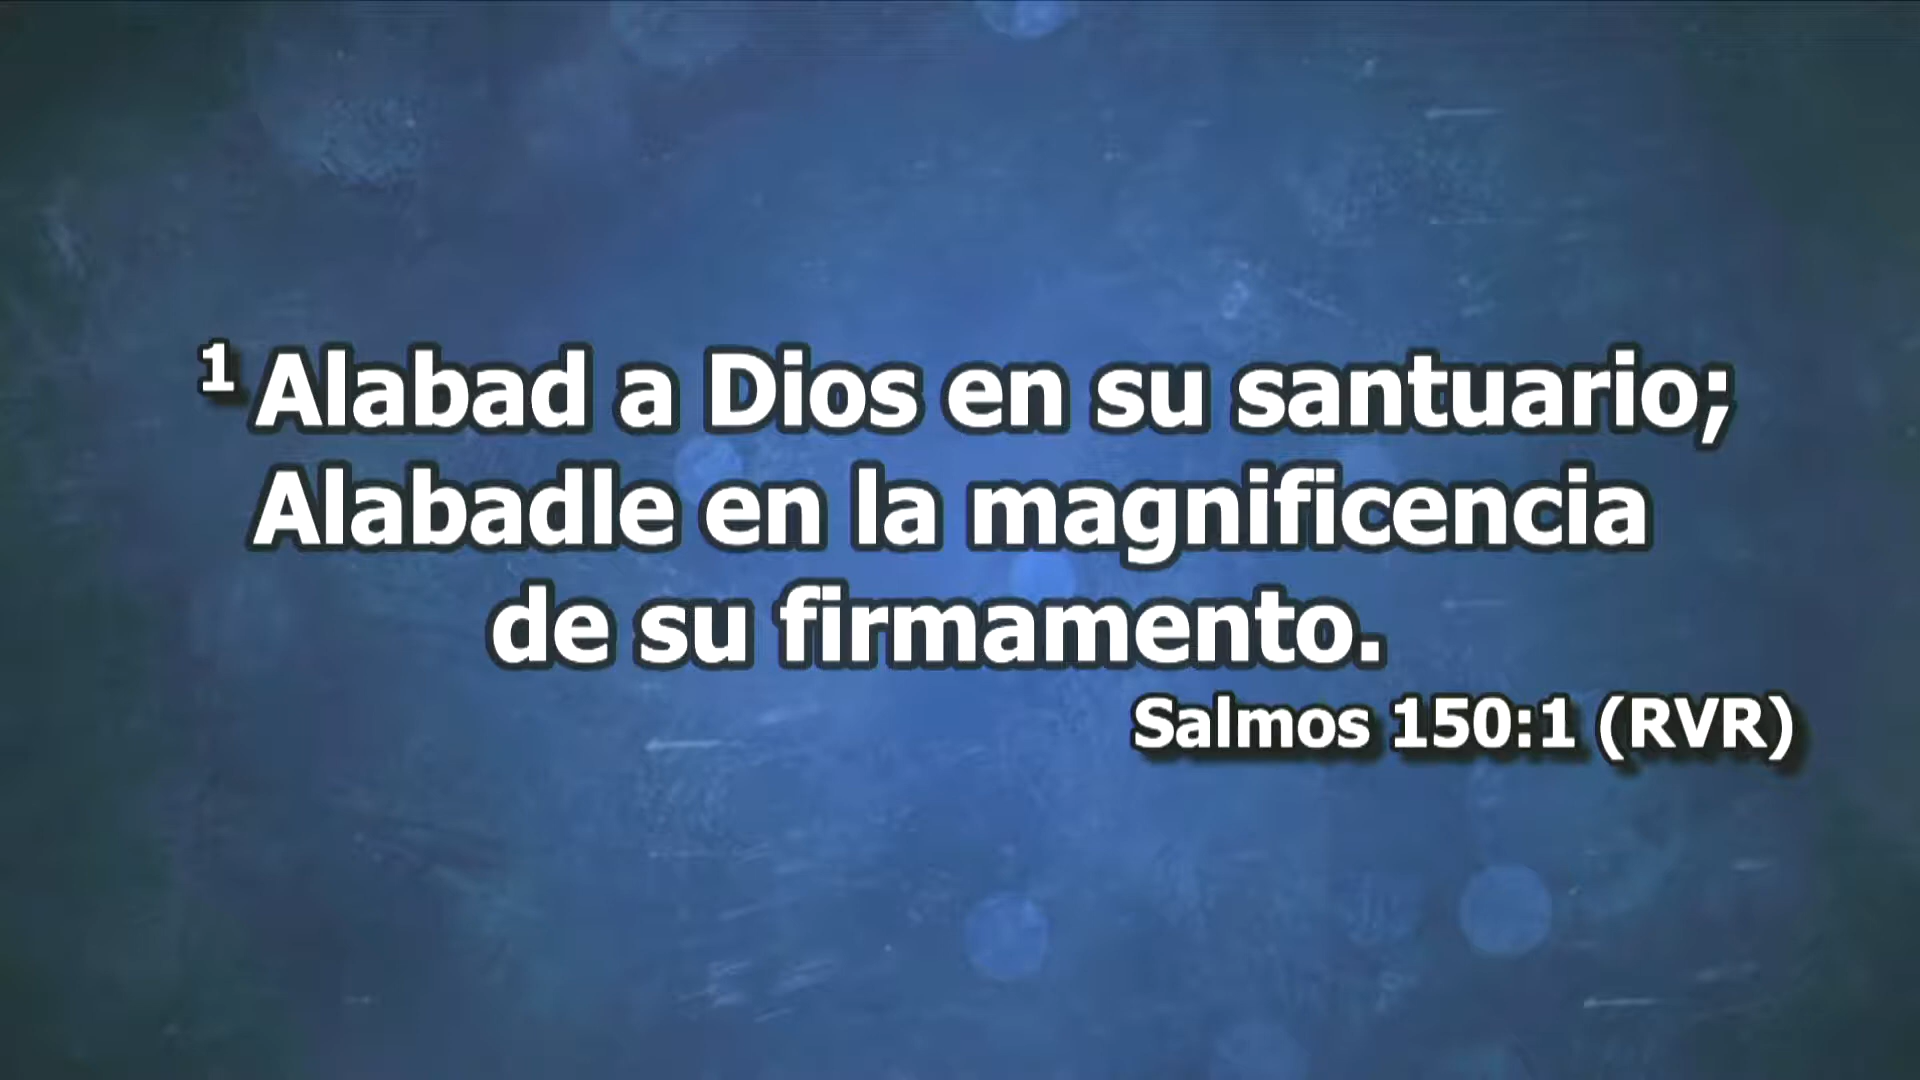 1 Alabad a Dios en su santuario;
Alabadle en la magnificencia
de su firmamento.
Salmos 150:1 (RVR)